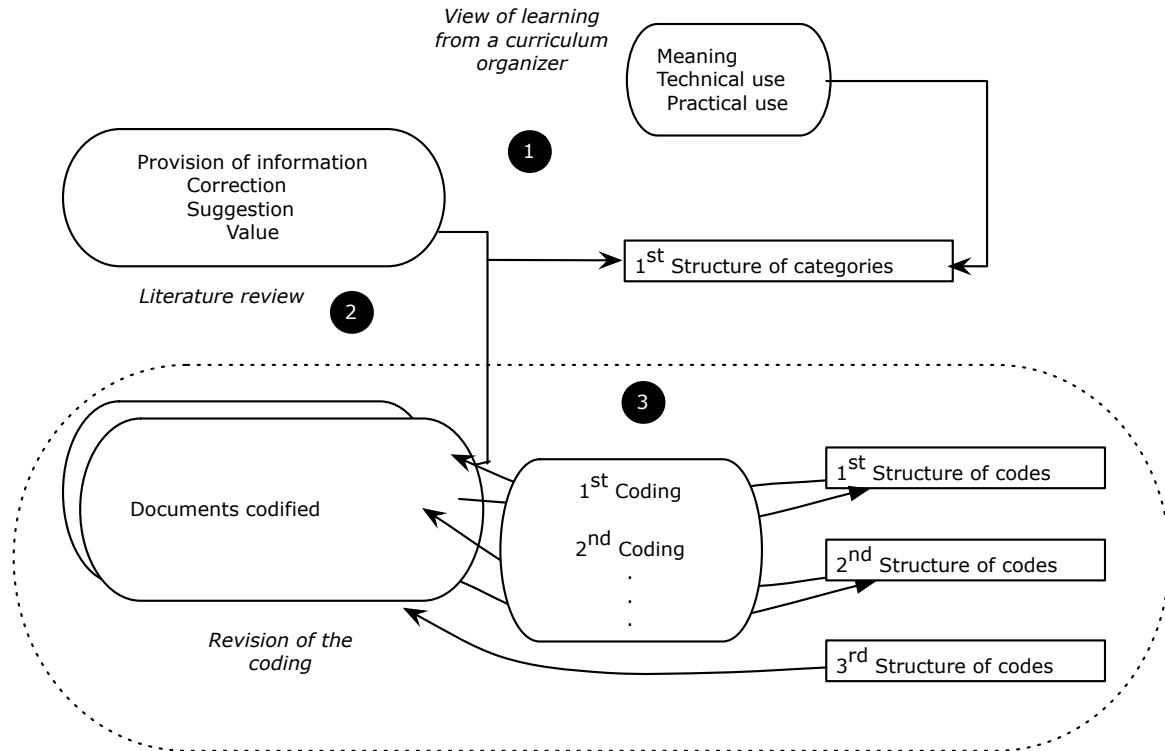 View of learning
from a curriculum
organizer
Meaning
Technical use
Practical use
1
Provision of information
Correction
Suggestion
Value
1st Structure of categories
Literature review
2
3
1st Coding
2nd Coding
.
.
.
1st Structure of codes
Documents codified
2nd Structure of codes
Revision of the
coding
3rd Structure of codes